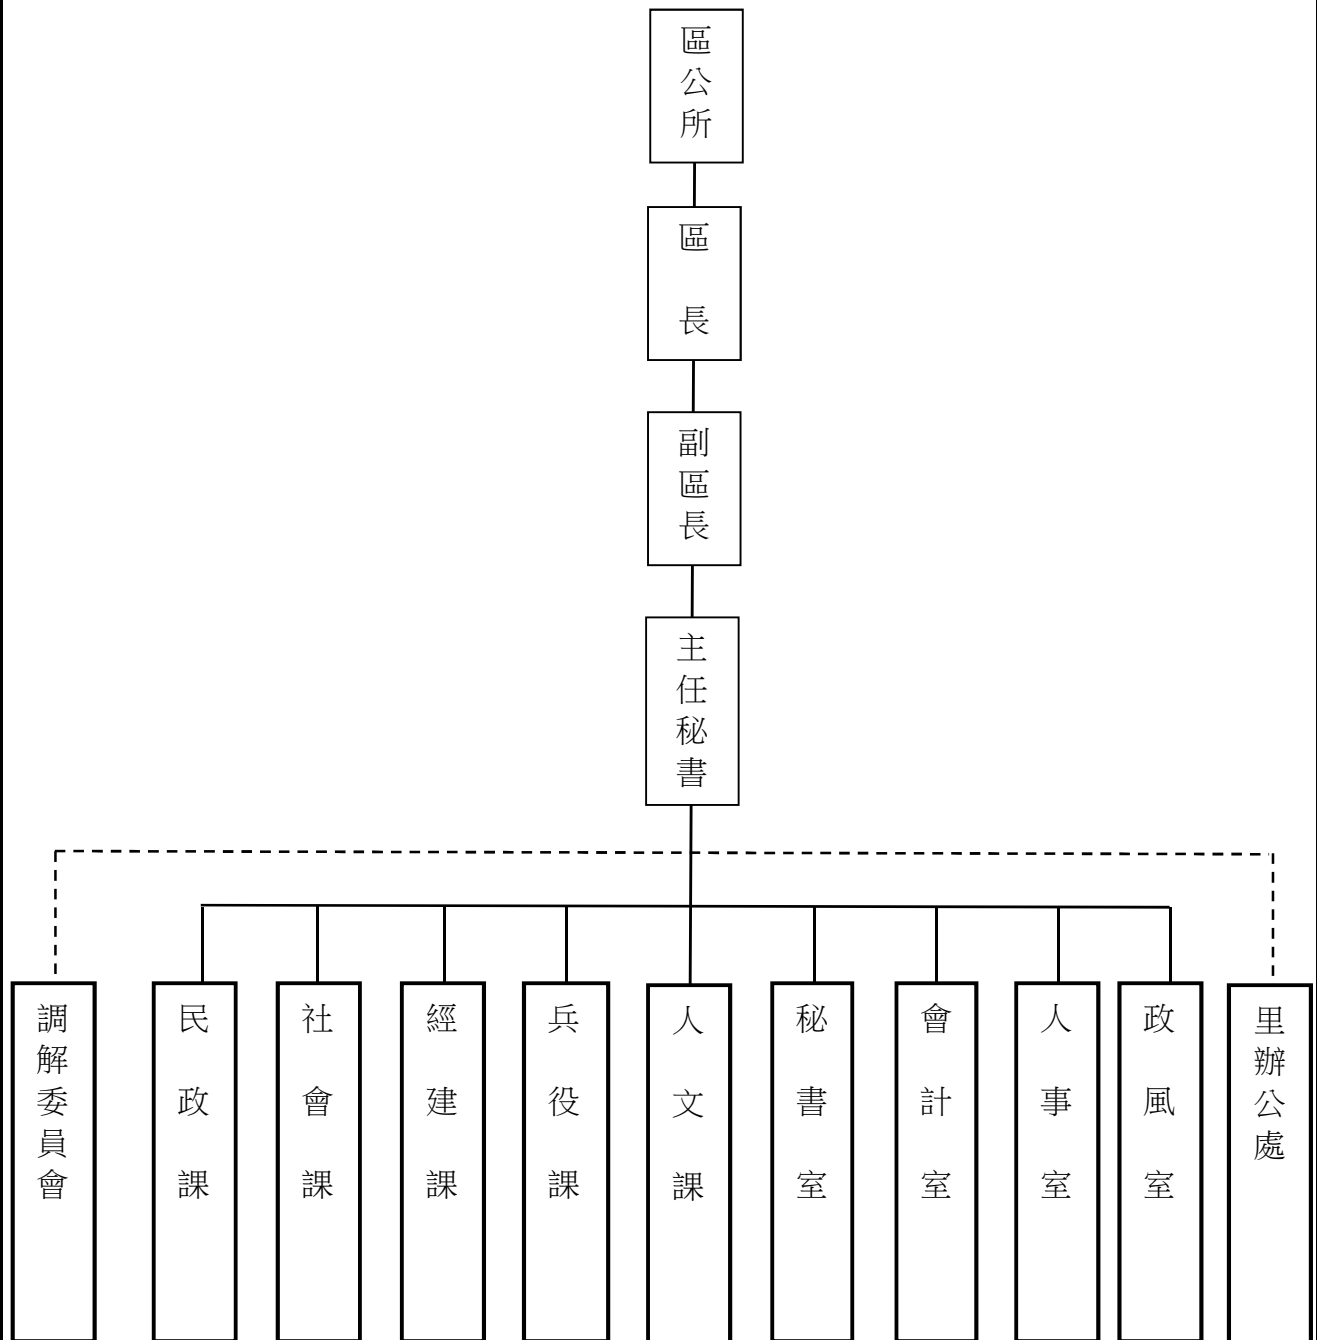 區公所
區長
副區長
主任秘書
調解委員會
民政課
社會課
經建課
兵役課
人文課
秘書室
會計室
人事室
政風室
里辦公處